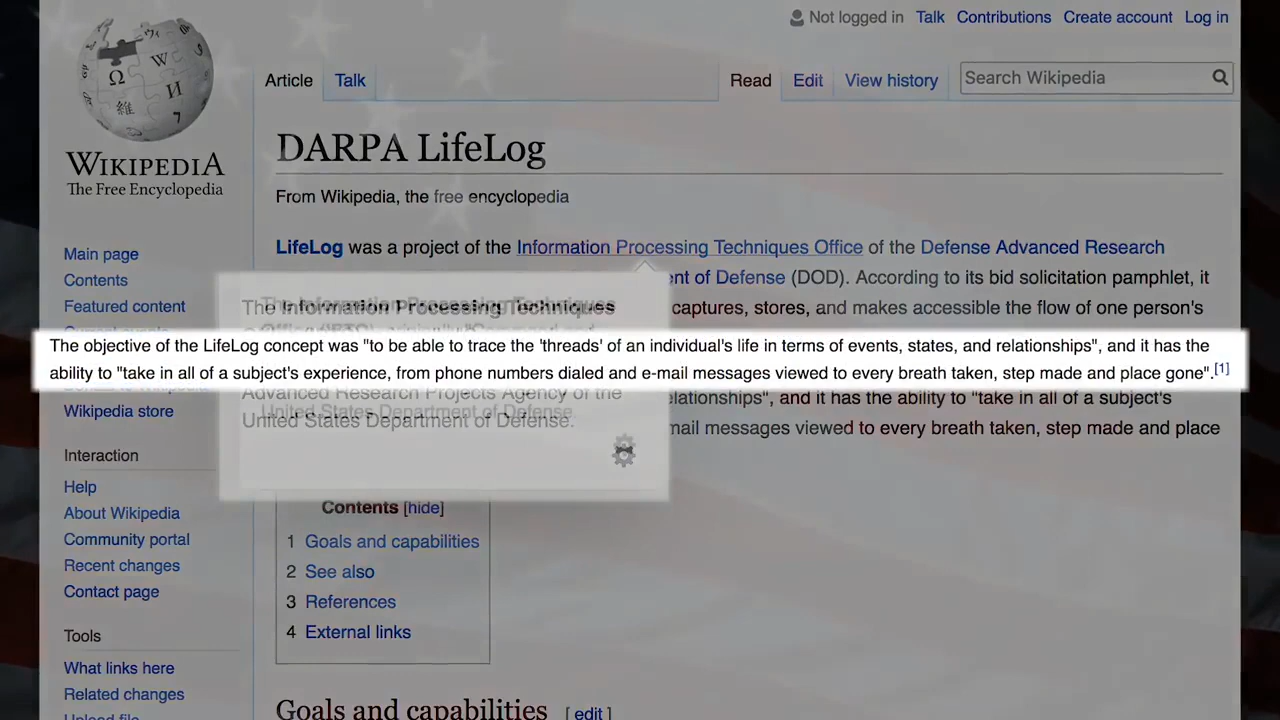 Not logged in Talk Contributions Create account Log in
Article Talk Read Edit View history Search Wikipedia
WIKIPEDIA
The Free Encyclopedia
DARPA LifeLog
From Wikipedia, the free encyclopedia
LifeLog was a project of the Information Processing Techniques Office of the Defense Advanced Research
ent of Defense (DOD). According to its bid solicitation pamphlet, it
captures, stores, and makes accessible the flow of one person's
The Information Processing Techniques
The objective of the LifeLog concept was "to be able to trace the 'threads' of an individual's life in terms of events, states, and relationships", and it has the
ability to "take in all of a subject's experience, from phone numbers dialed and e-mail messages viewed to every breath taken, step made and place gone".[1]
Advanced Research Projects Agency of the
United States Department of Defense.
elationships", and it has the ability to "take in all of a subject's
mail messages viewed to every breath taken, step made and place
Main page
Contents
Featured content
Wikipedia store
Interaction
Help
About Wikipedia
Community portal
Recent changes
Contact page
Tools
What links here
Related changes
Upload file
Contents [hide]
1 Goals and capabilities
2 See also
3 References
4 External links
Goals and capabilities [ edit ]